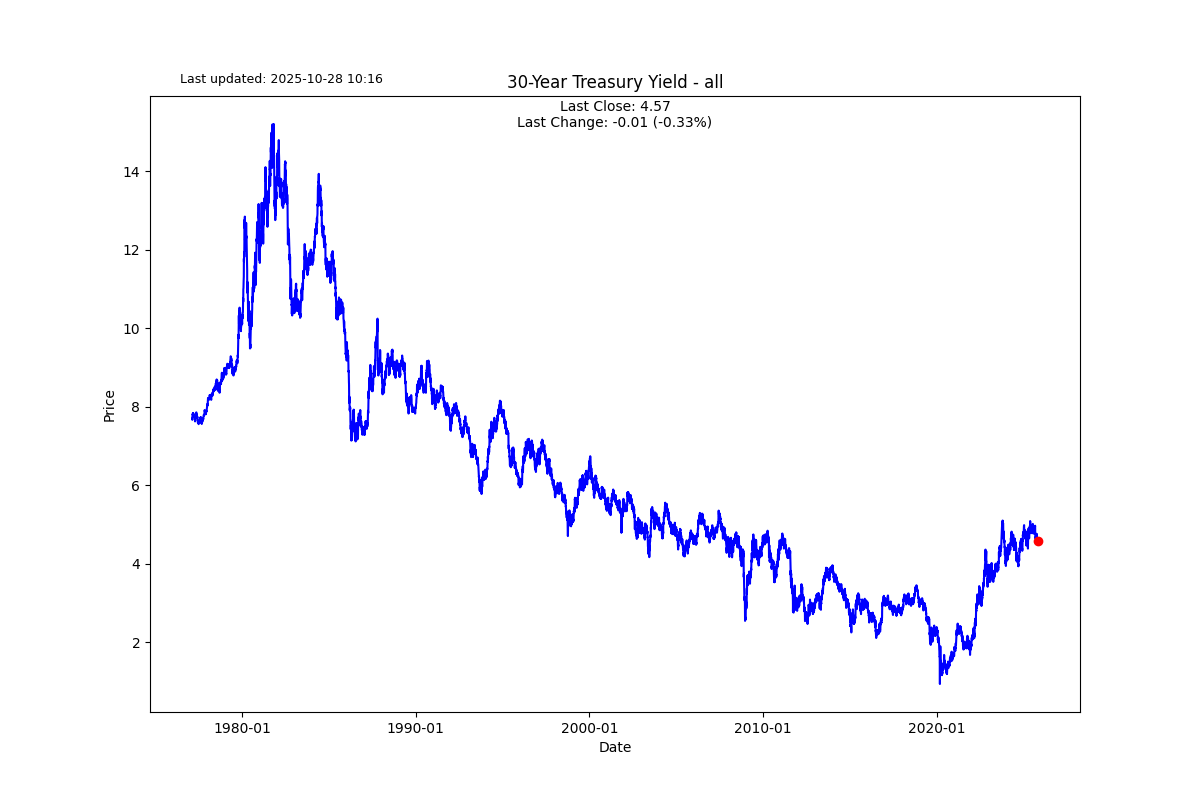 Last updated: 2025-10-28 10:16
30-Year Treasury Yield - all
Last Close: 4.57
Last Change: -0.01 (-0.33%)
14
12
10
8
6
4
2
Price
1980-01
1990-01
2000-01
2010-01
2020-01
Date